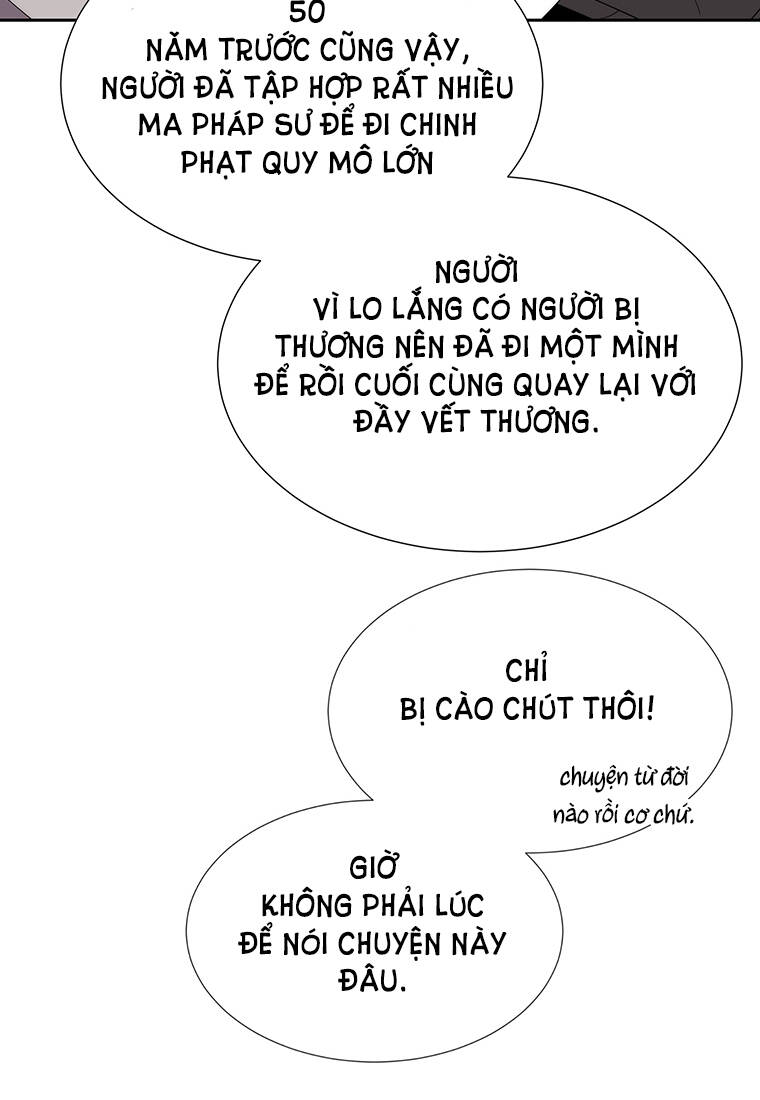 50
NĂM TRƯỚC CŨNG VẬY,
NGƯỜI ĐÃ TẬP HỢP RẤT NHIỀU
MA PHÁP SƯ ĐỂ ĐI CHINH
PHẠT QUY MÔ LỚN
NGƯỜI
VÌ LO LẮNG CÓ NGƯỜI BỊ
THƯƠNG NÊN ĐÃ ĐI MỘT MÌNH
ĐỂ RỒI CUỐI CÙNG QUAY LẠI VỚI
ĐẦY VẾT THƯƠNG.
CHỈ
BỊ CÀO CHÚT THÔI!
chuyện từ đời
nào rồi cơ chứ.
GIỜ
KHÔNG PHẢI LÚC
ĐỂ NÓI CHUYỆN NÀY
ĐÂU.